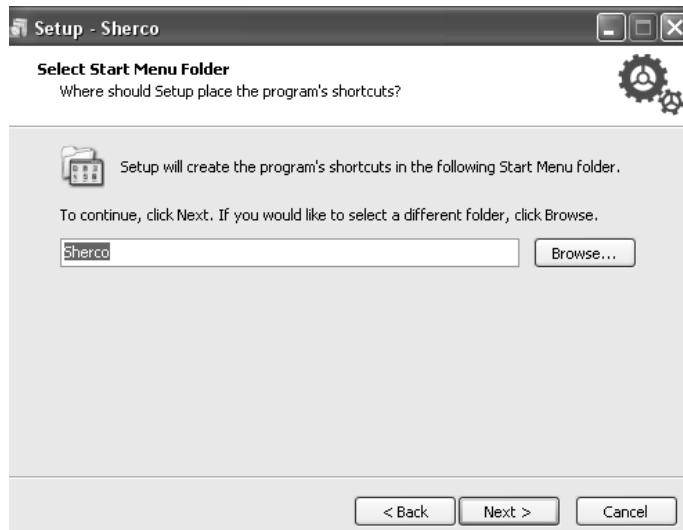 Setup - Sherco
Select Start Menu Folder
Where should Setup place the program's shortcuts?
Setup will create the program's shortcuts in the following Start Menu folder.
To continue, click Next. If you would like to select a different folder, click Browse.
Sherco
Browse...
< Back
Next >
Cancel